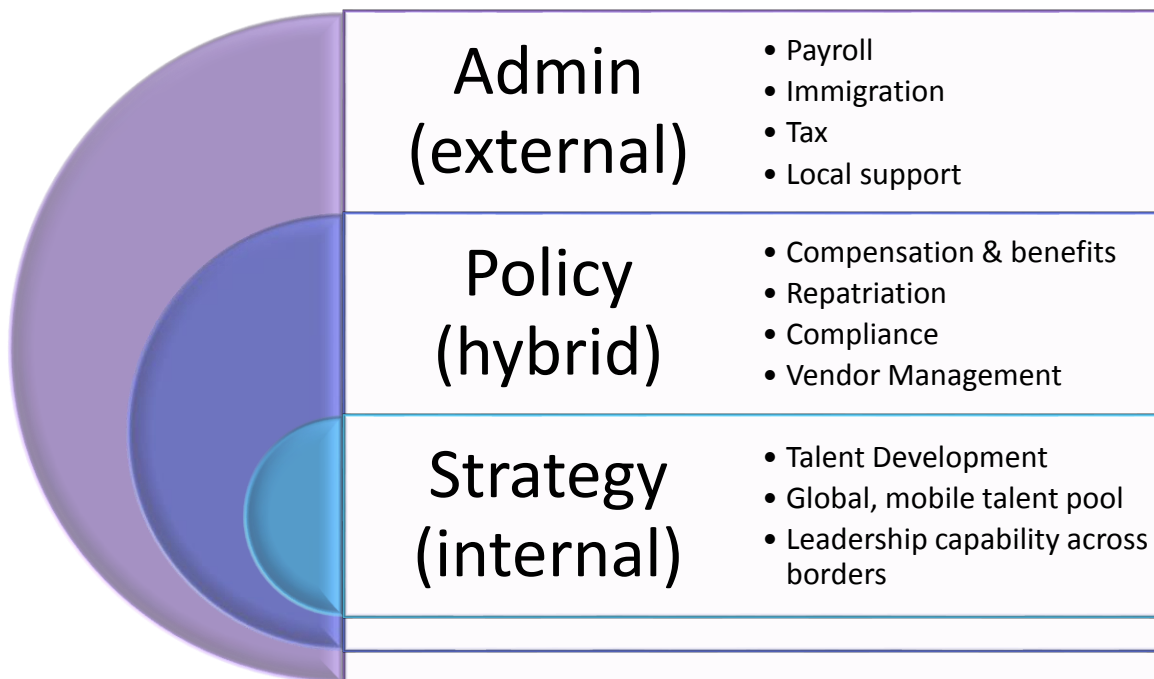 Admin
(external)
• Payroll
• Immigration
• Tax
• Local support
Policy
(hybrid)
• Compensation & benefits
• Repatriation
• Compliance
• Vendor Management
Strategy
(internal)
• Talent Development
• Global, mobile talent pool
• Leadership capability across
borders